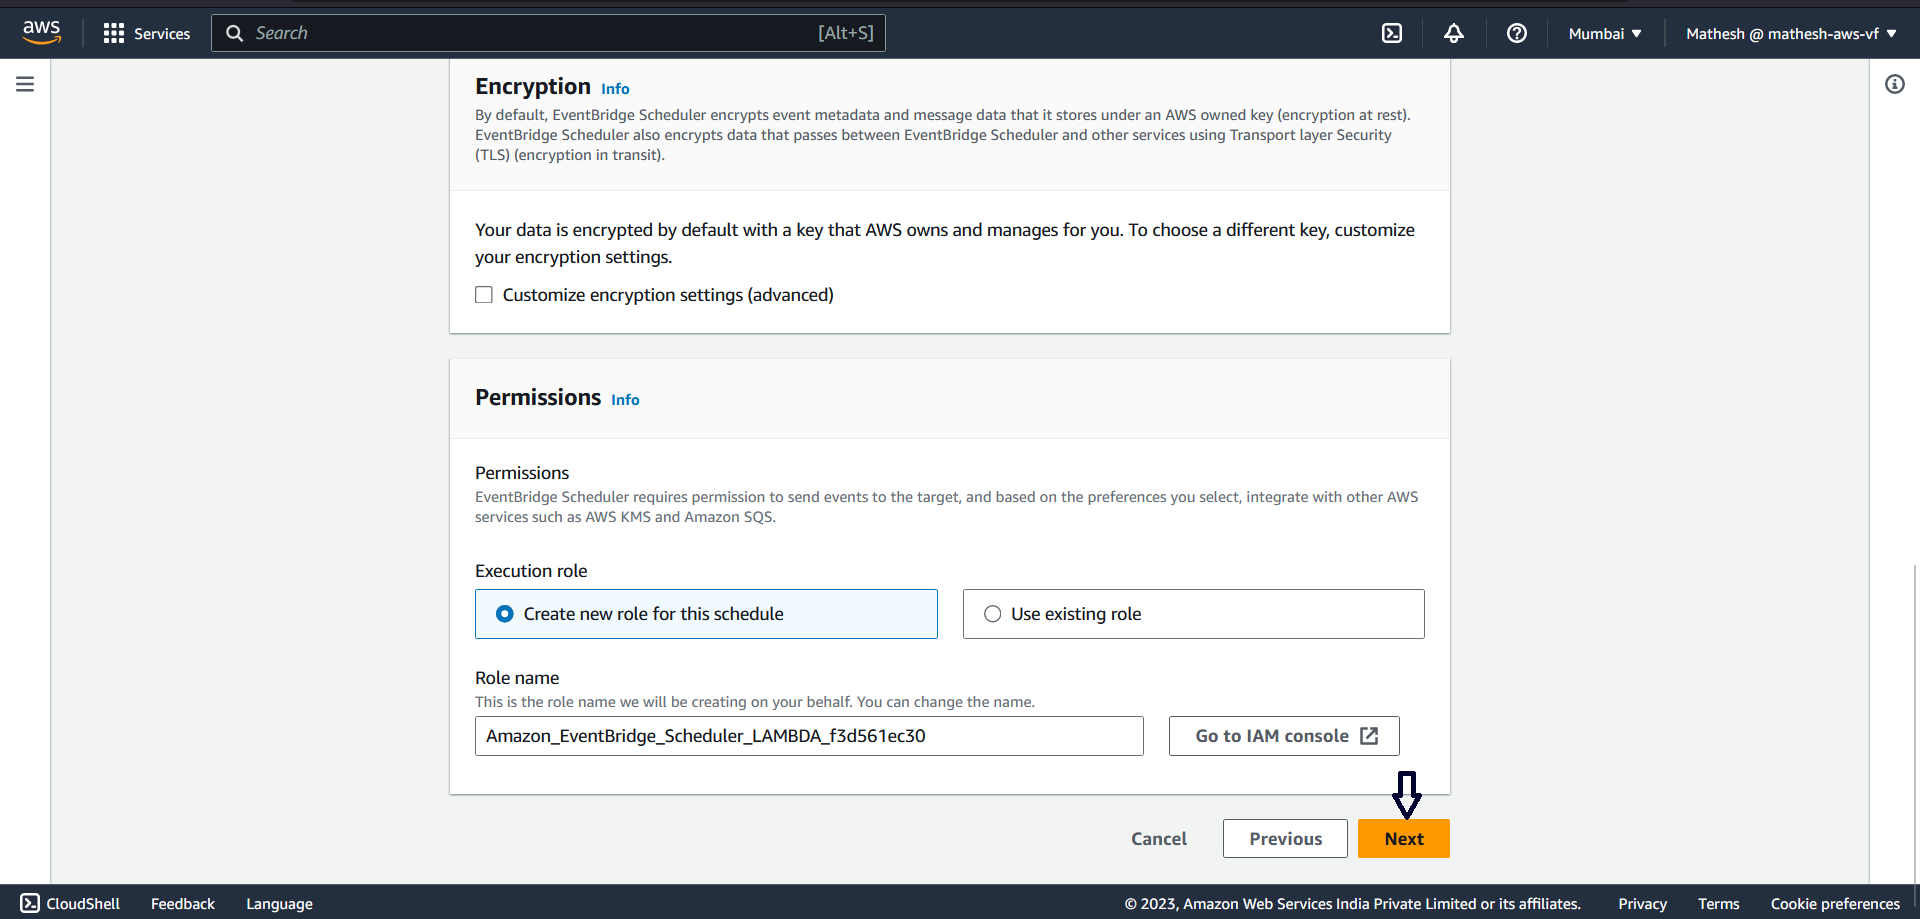 aws
Services
Search
[Alt+S]
Mumbai
Mathesh @ mathesh-aws-vf
Encryption Info
By default, EventBridge Scheduler encrypts event metadata and message data that it stores under an AWS owned key (encryption at rest).
EventBridge Scheduler also encrypts data that passes between EventBridge Scheduler and other services using Transport layer Security
(TLS) (encryption in transit).
Your data is encrypted by default with a key that AWS owns and manages for you. To choose a different key, customize
your encryption settings.
Customize encryption settings (advanced)
Permissions Info
Permissions
EventBridge Scheduler requires permission to send events to the target, and based on the preferences you select, integrate with other AWS
services such as AWS KMS and Amazon SQS.
Execution role
Create new role for this schedule
Use existing role
Role name
This is the role name we will be creating on your behalf. You can change the name.
Amazon_EventBridge_Scheduler_LAMBDA_f3d561ec30
Go to IAM console
Cancel
Previous
Next
CloudShell
Feedback
Language
© 2023, Amazon Web Services India Private Limited or its affiliates.
Privacy
Terms
Cookie preferences